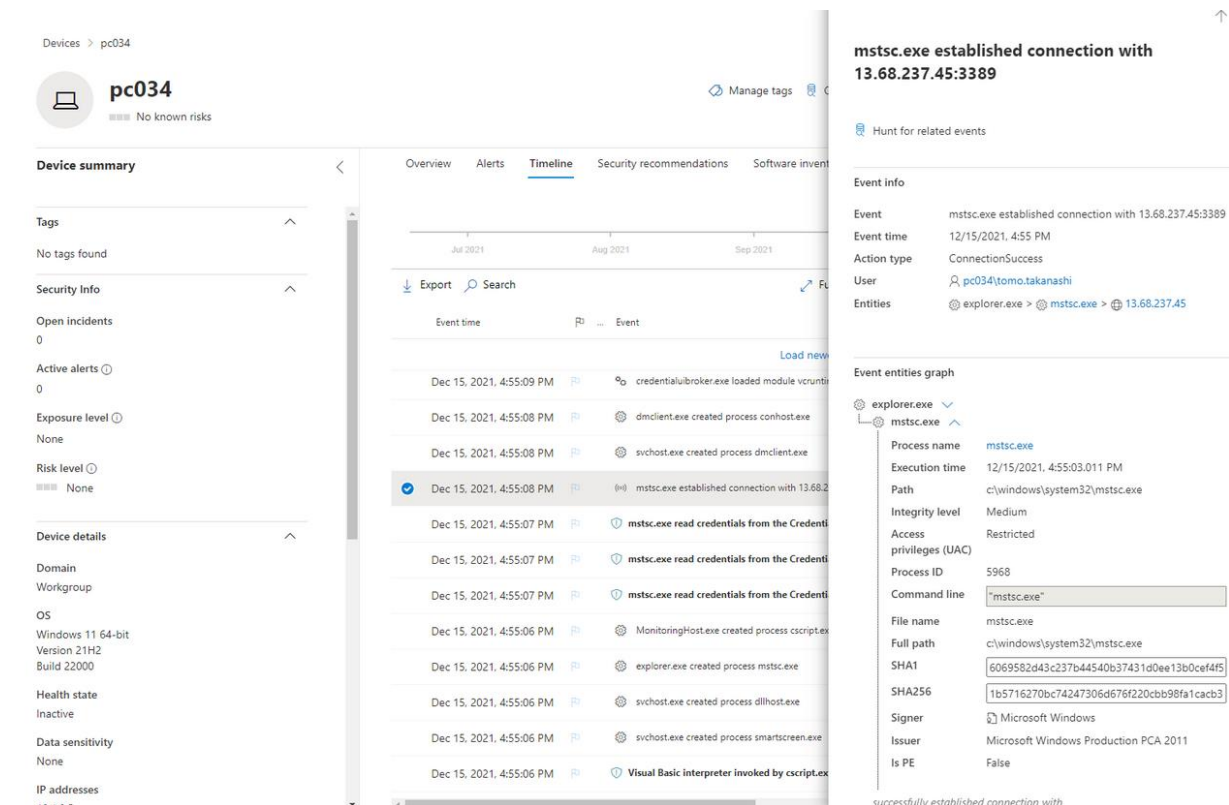 Devices > pc034
pc034
No known risks
Manage tags
Device summary
Tags
No tags found
Security Info
Open incidents
0
Active alerts
0
Exposure level
None
Risk level
None
Device details
Domain
Workgroup
OS
Windows 11 64-bit
Version 21H2
Build 22000
Health state
Inactive
Data sensitivity
None
IP addresses
Overview Alerts Timeline Security recommendations Software invent
Jul 2021 Aug 2021 Sep 2021
Export Search Fu
Event time ... Event
Load new
Dec 15, 2021, 4:55:09 PM credentialuibroker.exe loaded module vcrunti
Dec 15, 2021, 4:55:08 PM dmclient.exe created process conhost.exe
Dec 15, 2021, 4:55:08 PM svchost.exe created process dmclient.exe
Dec 15, 2021, 4:55:08 PM mstsc.exe established connection with 13.68.2
Dec 15, 2021, 4:55:07 PM mstsc.exe read credentials from the Credenti
Dec 15, 2021, 4:55:07 PM mstsc.exe read credentials from the Credenti
Dec 15, 2021, 4:55:07 PM mstsc.exe read credentials from the Credenti
Dec 15, 2021, 4:55:06 PM MonitoringHost.exe created process cscript.ex
Dec 15, 2021, 4:55:06 PM explorer.exe created process mstsc.exe
Dec 15, 2021, 4:55:06 PM svchost.exe created process dllhost.exe
Dec 15, 2021, 4:55:06 PM svchost.exe created process smartscreen.exe
Dec 15, 2021, 4:55:06 PM Visual Basic interpreter invoked by cscript.ex
mstsc.exe established connection with
13.68.237.45:3389
Hunt for related events
Event info
Event mstsc.exe established connection with 13.68.237.45:3389
Event time 12/15/2021, 4:55 PM
Action type ConnectionSuccess
User pc034\tomo.takanashi
Entities explorer.exe > mstsc.exe > 13.68.237.45
Event entities graph
explorer.exe
mstsc.exe
Process name mstsc.exe
Execution time 12/15/2021, 4:55:03.011 PM
Path c:\windows\system32\mstsc.exe
Integrity level Medium
Access Restricted
privileges (UAC)
Process ID 5968
Command line "mstsc.exe"
File name mstsc.exe
Full path c:\windows\system32\mstsc.exe
SHA1 6069582d43c237b44540b37431d0ee13b0cef4f5
SHA256 1b5716270bc74247306d676f220cbb98fa1cacb3
Signer Microsoft Windows
Issuer Microsoft Windows Production PCA 2011
Is PE False
successfully established connection with